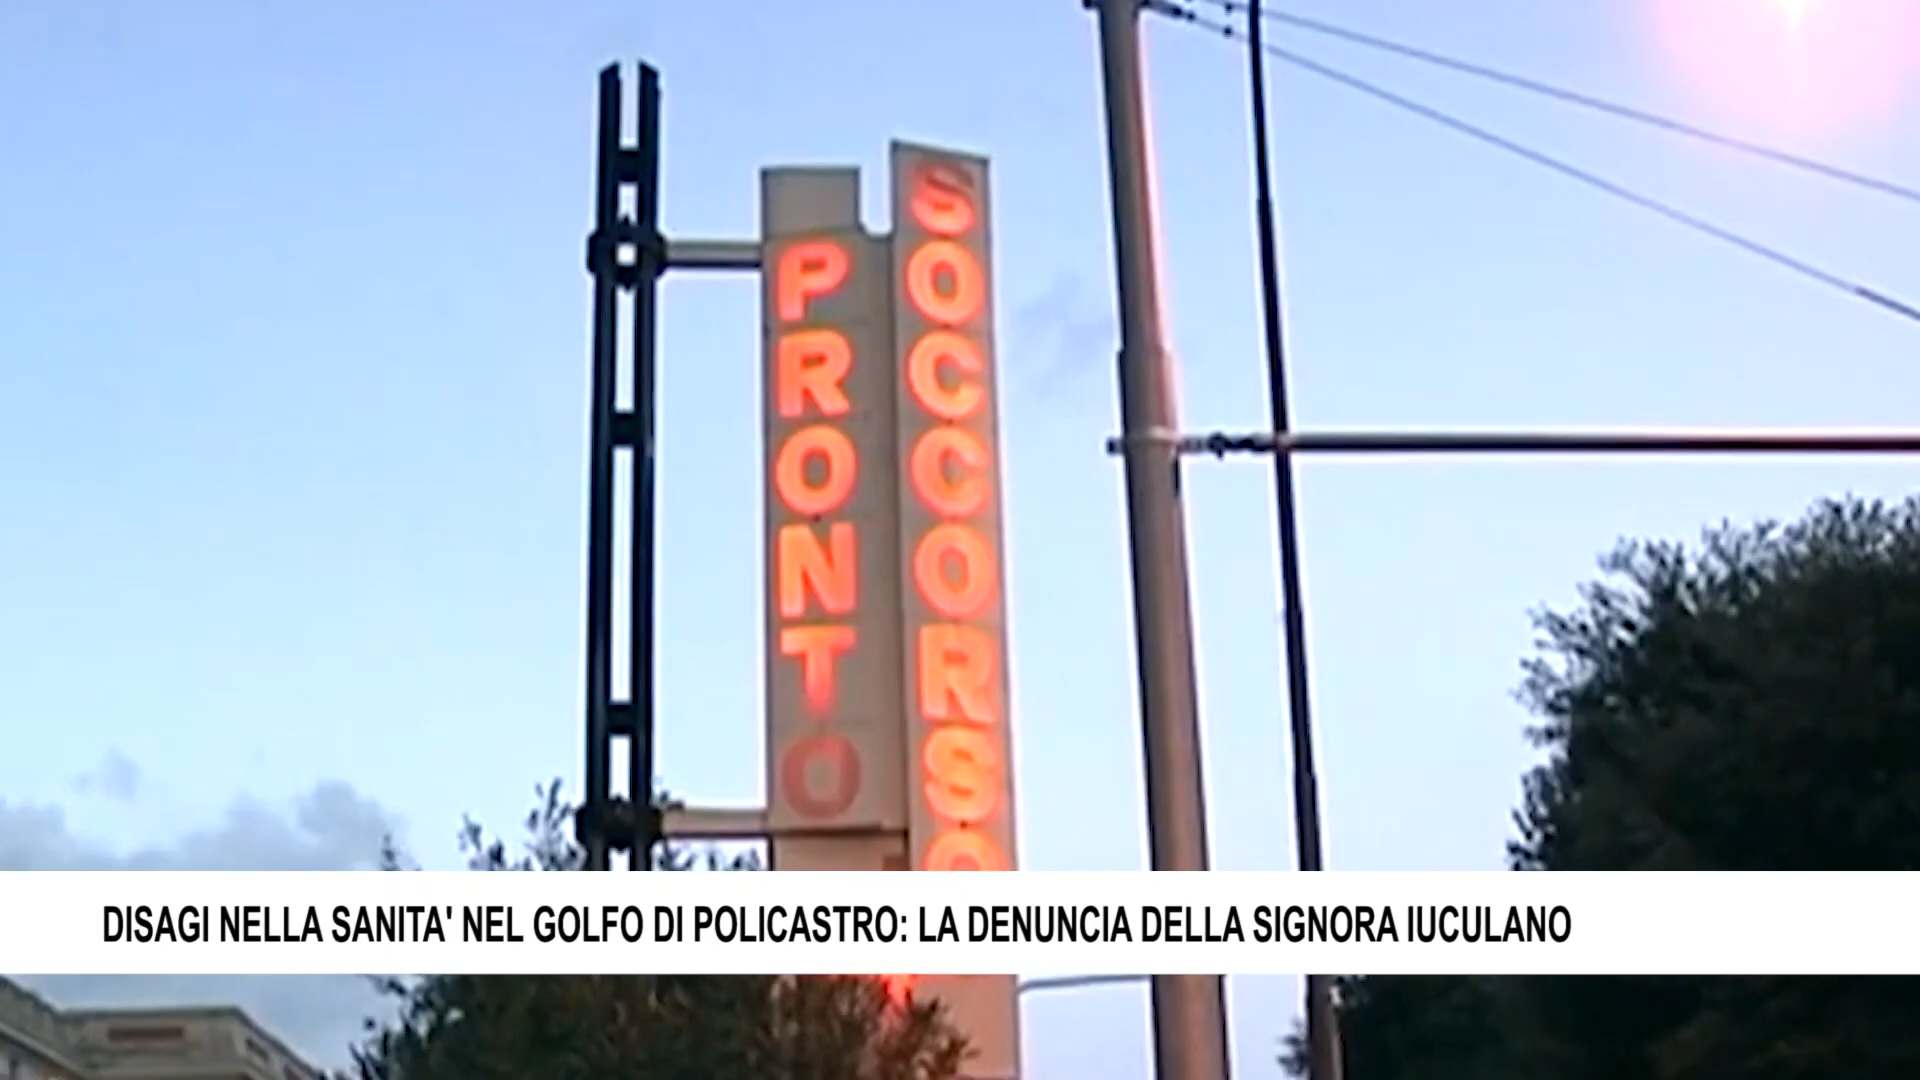 PRONTO
SOCCORSO
DISAGI NELLA SANITA' NEL GOLFO DI POLICASTRO: LA DENUNCIA DELLA SIGNORA IUCULANO